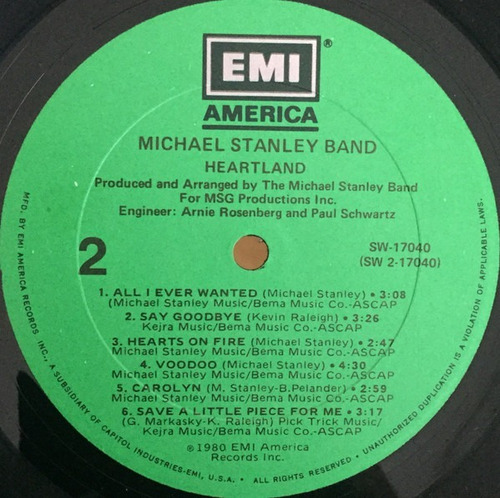 EMI®
AMERICA
MICHAEL STANLEY BAND
HEARTLAND
Produced and Arranged by The Michael Stanley Band
For MSG Productions Inc.
Engineer: Arnie Rosenberg and Paul Schwartz
2
SW-17040
(SW 2-17040)
1. ALL I EVER WANTED (Michael Stanley) • 3:08
(Michael Stanley Music/Bema Music Co.-ASCAP
2. SAY GOODBYE (Kevin Raleigh) • 3:26
Kejra Music/Bema Music Co.-ASCAP
3. HEARTS ON FIRE (Michael Stanley) • 2:47
Michael Stanley Music/Bema Music Co.-ASCAP
4. VOODOO (Michael Stanley) • 4:30
Michael Stanley Music/Bema Music Co.-ASCAP
5. CAROLYN (M. Stanley-B.Pelander) • 2:59
Michael Stanley Music/Bema Music Co.-ASCAP
6. SAVE A LITTLE PIECE FOR ME • 3:17
(G. Markasky-K. Raleigh) Pick Trick Music/
Kejra Music/Bema Music Co.-ASCAP
℗1980 EMI America
Records Inc.
MFD. BY EMI AMERICA RECORDS, INC., A SUBSIDIARY OF CAPITOL INDUSTRIES-EMI, U.S.A. • ALL RIGHTS RESERVED. • UNAUTHORIZED DUPLICATION IS A VIOLATION OF APPLICABLE LAWS.